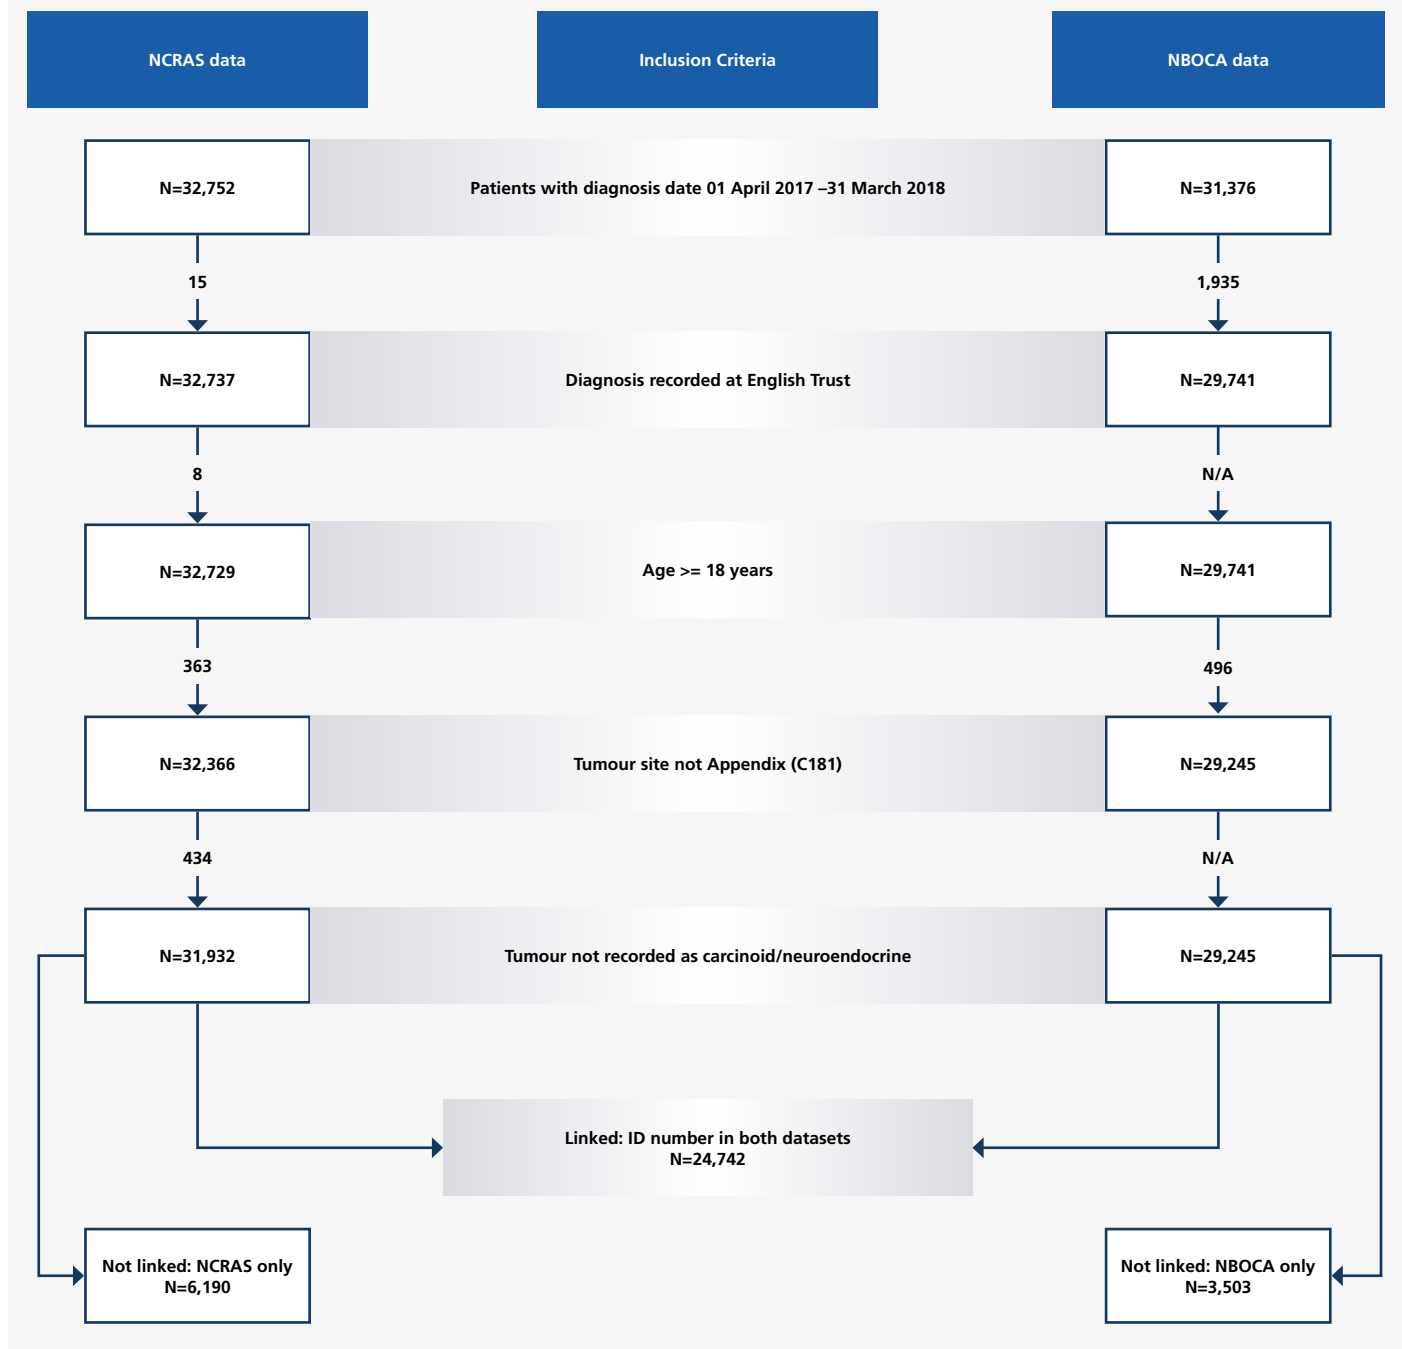 NCRAS data
Inclusion Criteria
NBOCA data
N=32,752
Patients with diagnosis date 01 April 2017 –31 March 2018
N=31,376
15
1,935
N=32,737
Diagnosis recorded at English Trust
N=29,741
8
N/A
N=32,729
Age >= 18 years
N=29,741
363
496
N=32,366
Tumour site not Appendix (C181)
N=29,245
434
N/A
N=31,932
Tumour not recorded as carcinoid/neuroendocrine
N=29,245
Linked: ID number in both datasets
N=24,742
Not linked: NCRAS only
N=6,190
Not linked: NBOCA only
N=3,503